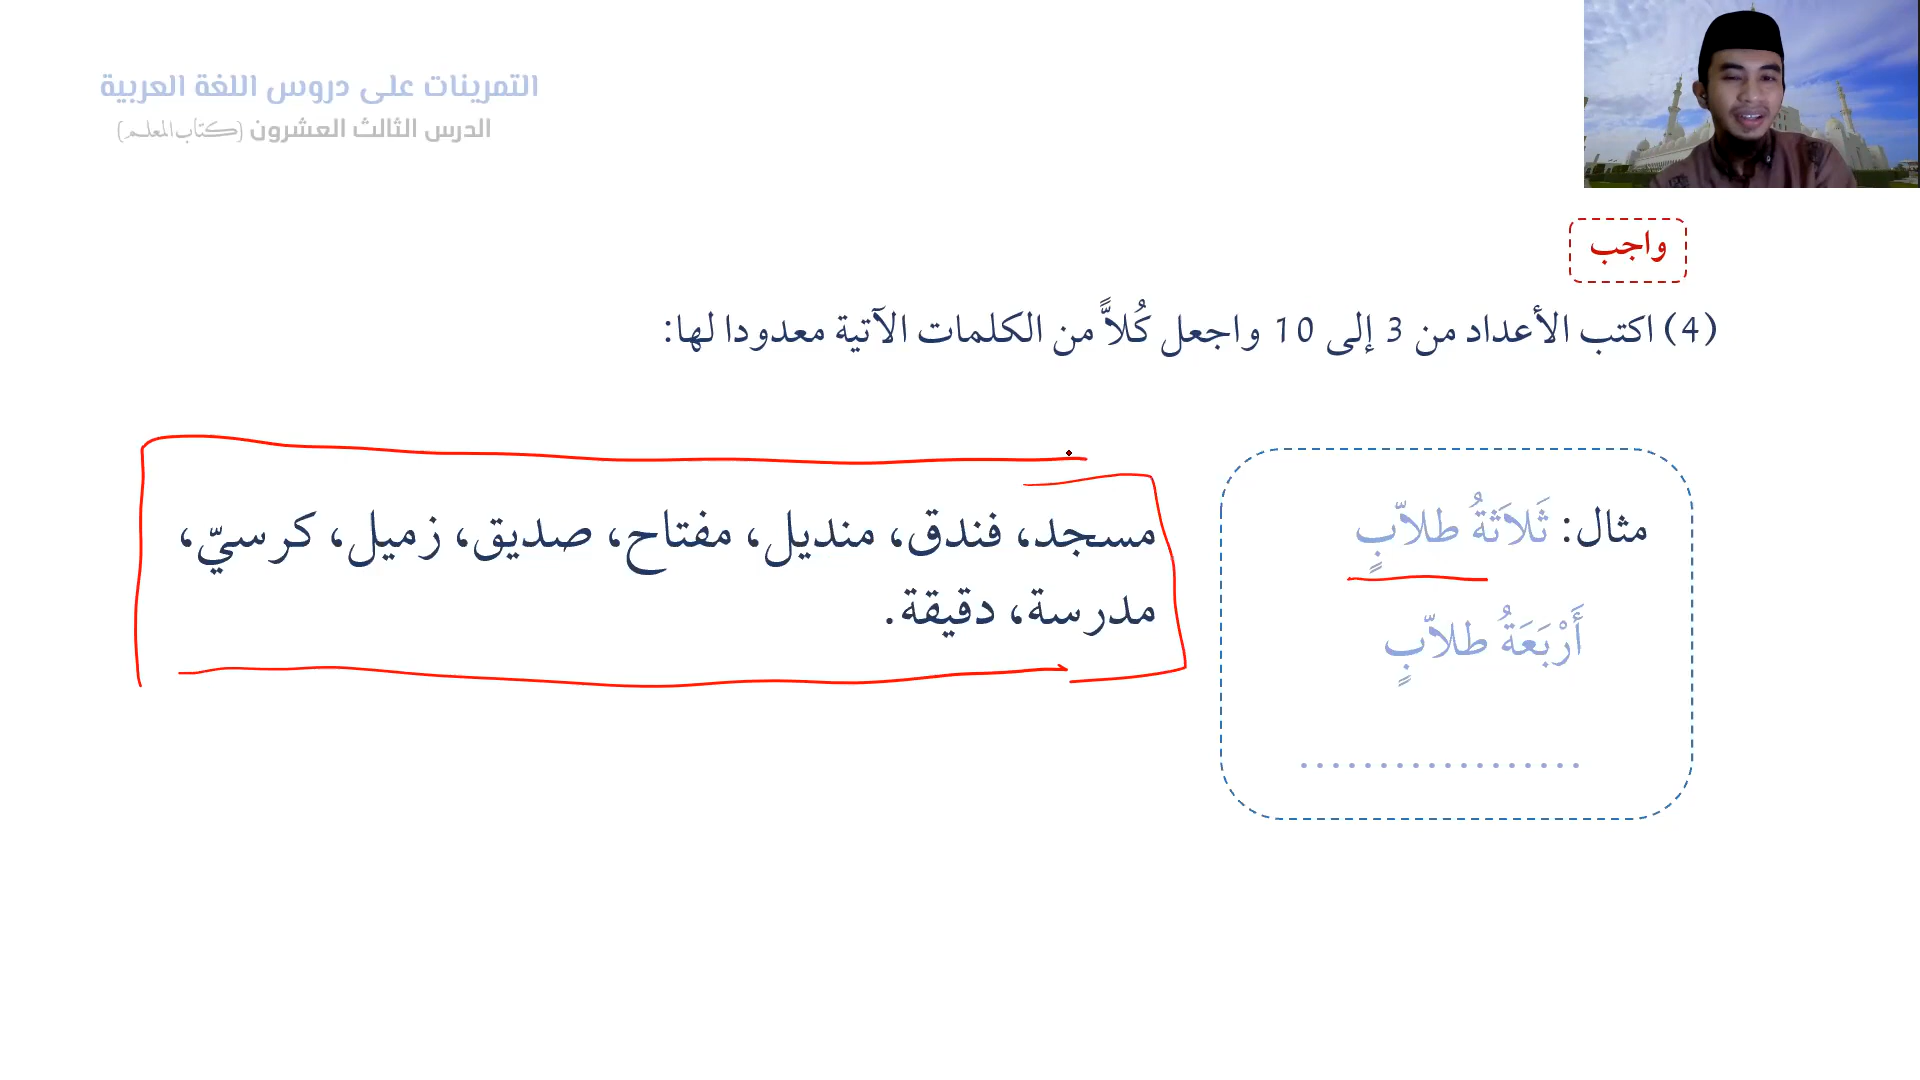 التمرينات على دروس اللغة العربية
الدرس الثالث العشرون (كتاب المعلم)
واجب
(4) اكتب الأعداد من 3 إلى 10 واجعل كُلاًّ من الكلمات الآتية معدودا لها:
مثال: ثَلاَثَةُ طلاّبٍ
أَرْبَعَةُ طلاّبٍ
.................
مسجد، فندق، منديل، مفتاح، صديق، زميل، كرسيّ،
مدرسة، دقيقة.